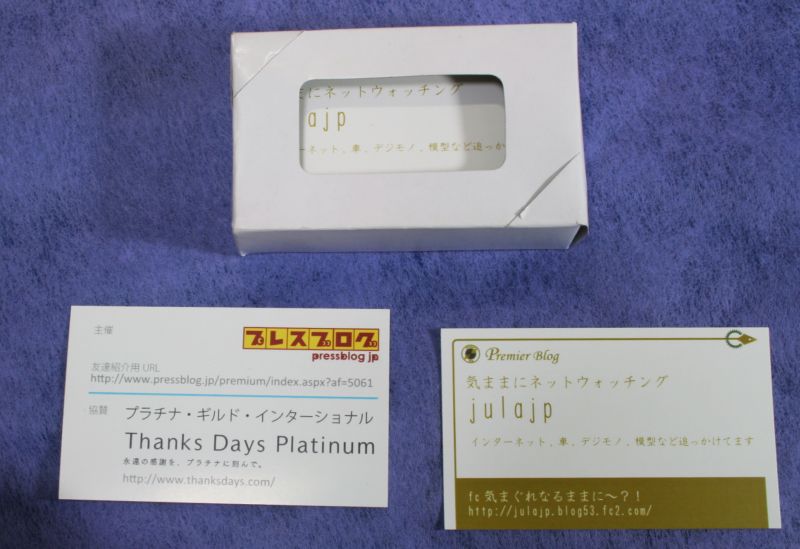 まにネットウォッチング
ajp
ーネット、車、デジモノ、模型など追っか
主催
プレスブログ
pressblog.jp
友達紹介用 URL
http://www.pressblog.jp/premium/index.aspx?af=5061
協賛
プラチナ・ギルド・インターショナル
Thanks Days Platinum
永遠の感謝を、プラチナに刻んで。
http://www.thanksdays.com/
Premier Blog
気ままにネットウォッチング
julajp
インターネット、車、デジモノ、模型など追っかけてます
fc 気まぐれなるままに～?!
http://julajp.blog53.fc2.com/